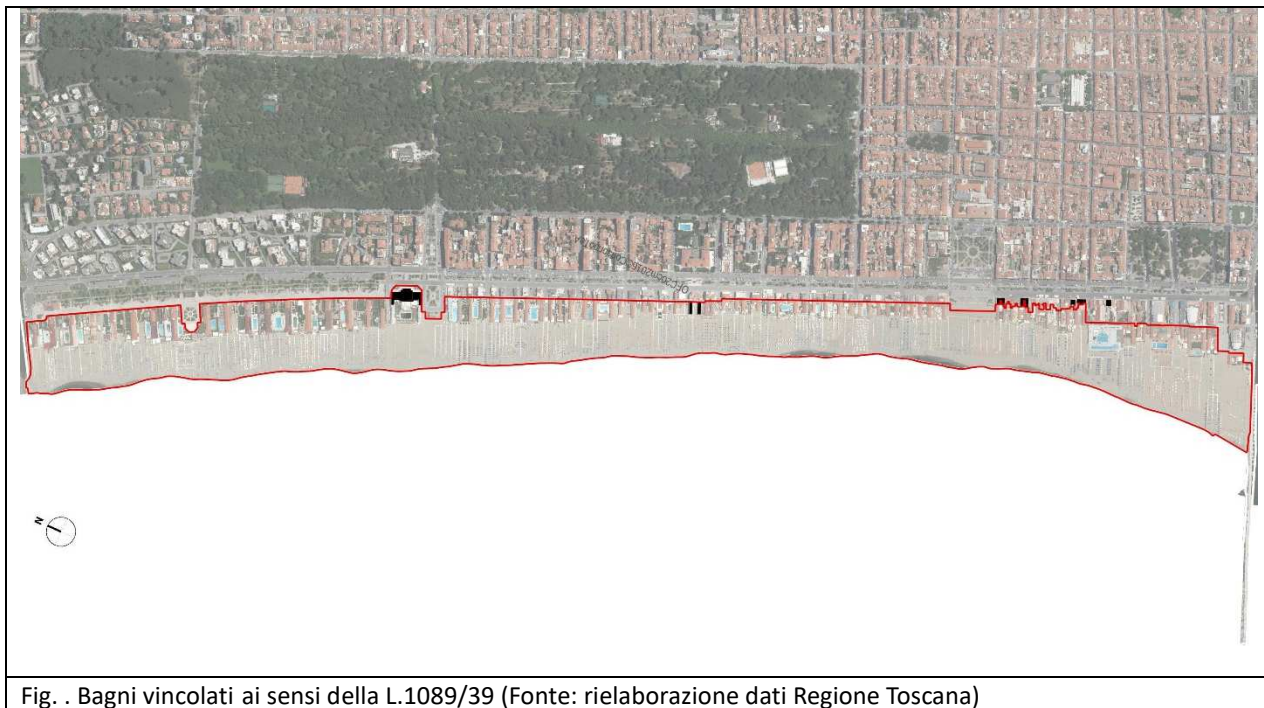 N
Fig. . Bagni vincolati ai sensi della L.1089/39 (Fonte: rielaborazione dati Regione Toscana)